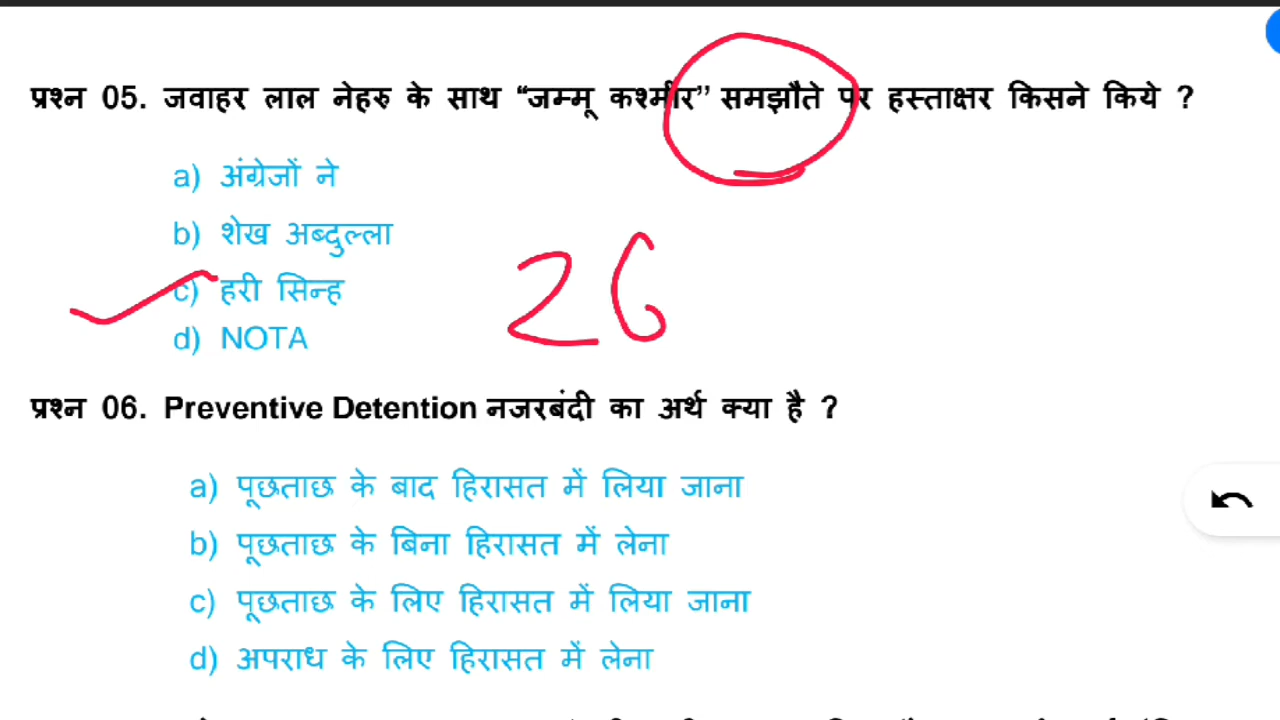 प्रश्न 05. जवाहर लाल नेहरु के साथ “जम्मू कश्मीर” समझौते पर हस्ताक्षर किसने किये ?
a) अंग्रेजों ने
b) शेख अब्दुल्ला
c) हरी सिन्ह
d) NOTA
26
प्रश्न 06. Preventive Detention नजरबंदी का अर्थ क्या है ?
a) पूछताछ के बाद हिरासत में लिया जाना
b) पूछताछ के बिना हिरासत में लेना
c) पूछताछ के लिए हिरासत में लिया जाना
d) अपराध के लिए हिरासत में लेना